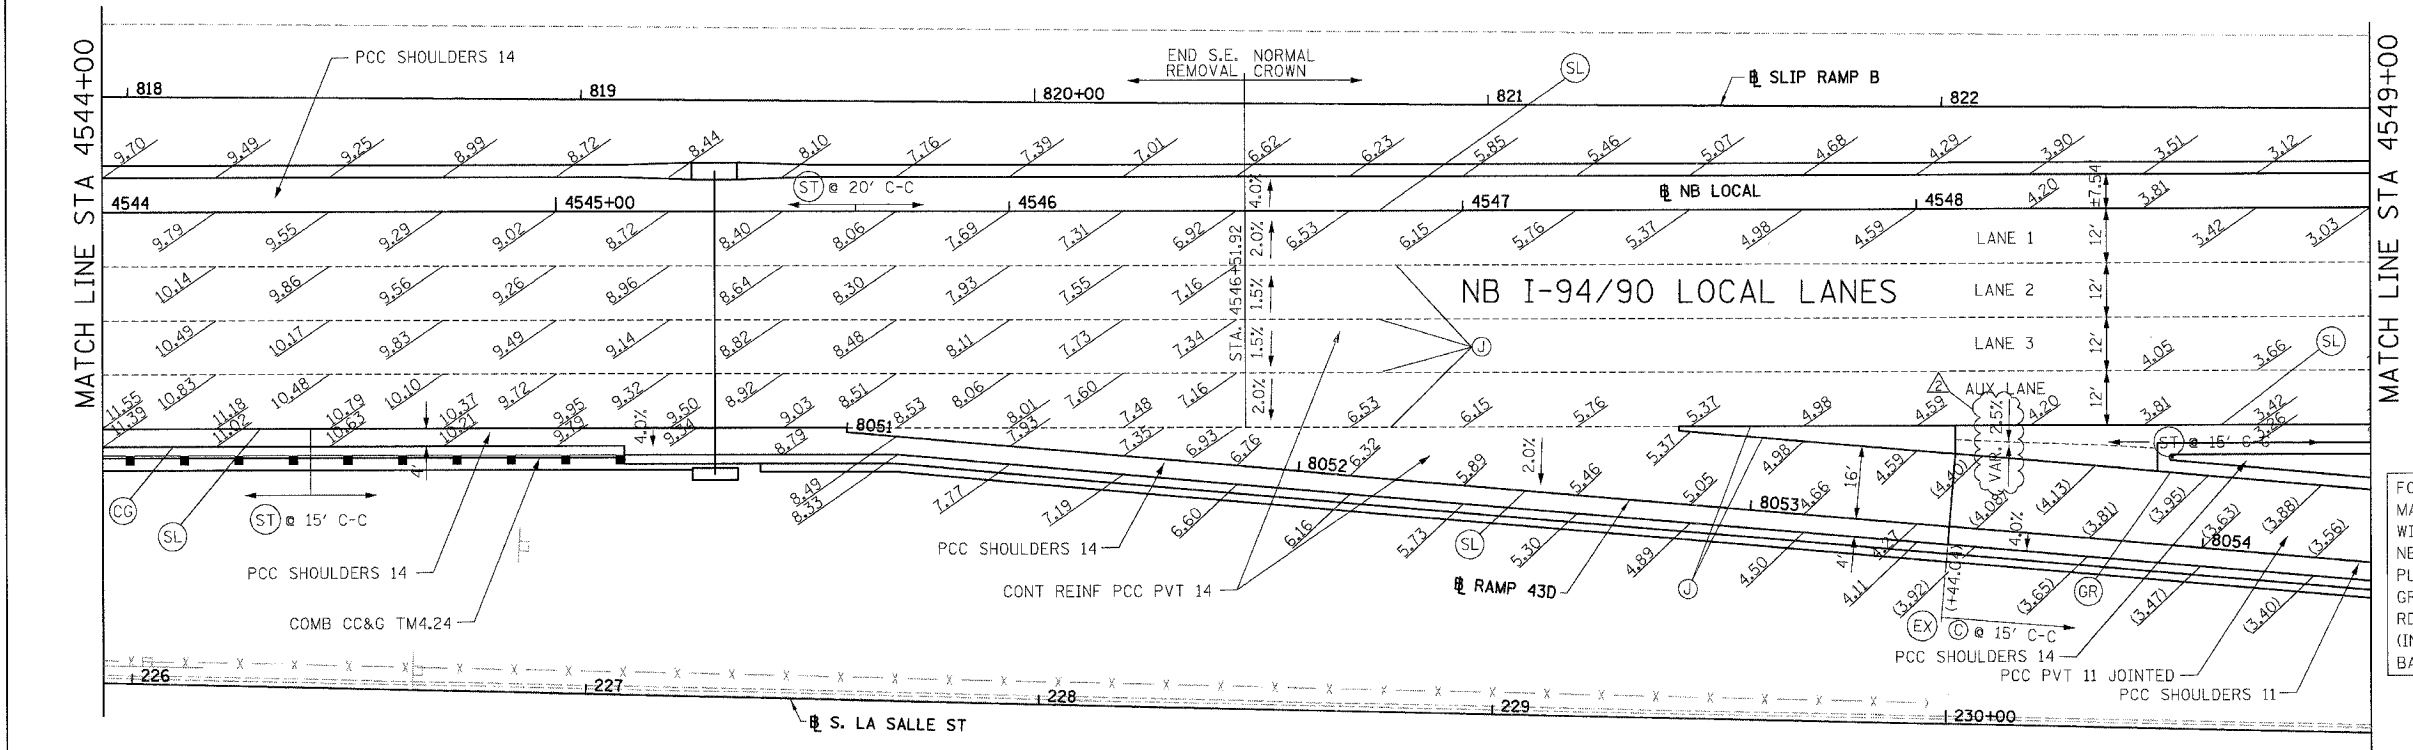 MATCH LINE STA 4544+00
MATCH LINE STA 4549+00
PCC SHOULDERS 14
END S.E. REMOVAL
NORMAL CROWN
SL
℄ SLIP RAMP B
818 819 820+00 821 822
9.70 9.49 9.25 8.99 8.72 8.44 8.10 7.76 7.39 7.01 6.62 6.23 5.85 5.46 5.07 4.68 4.29 3.90 3.51 3.12
ST @ 20' C-C
4.0%
℄ NB LOCAL
4.20 3.81
±7.54'
4544 4545+00 4546 4547 4548
9.79 9.55 9.29 9.02 8.72 8.40 8.06 7.69 7.31 6.92 6.53 6.15 5.76 5.37 4.98 4.59 3.42 3.03
2.0%
LANE 1
12'
10.14 9.86 9.56 9.26 8.96 8.64 8.30 7.93 7.55 7.16
STA. 4546+51.92
1.5%
NB I-94/90 LOCAL LANES
LANE 2
12'
10.49 10.17 9.83 9.49 9.14 8.82 8.48 8.11 7.73 7.34
1.5%
J
LANE 3
12'
4.05 3.66
SL
10.83 10.48 10.10 9.72 9.32 8.92 8.51 8.06 7.60 7.16
2.0%
6.53 6.15 5.76 5.37 4.98 4.59 4.20 3.81 3.42
2
AUX LANE
12'
11.55 11.18 10.79 10.37 9.95 9.50 9.03 8.53 8.01 7.48 6.93
11.39 11.02 10.63 10.21 9.79 9.34 8.79 7.93 7.35 6.76 6.32 5.89 5.46 5.05 4.66 4.27
4.0%
3.26
5.37 4.98 4.59
VAR. 2.5%
ST @ 15' C-C
8051 8052 8053 8054
2.0%
16'
4'
4.0%
(4.40) (4.08) (4.13) (3.81) (3.95) (3.63) (3.88) (3.56)
8.49 8.33 7.77 7.19 6.60 6.16 5.73 5.30 4.89 4.50 4.11 (3.92) (3.65) (3.47) (3.40)
4'
CG
SL
ST @ 15' C-C
PCC SHOULDERS 14
COMB CC&G TM4.24
PCC SHOULDERS 14
CONT REINF PCC PVT 14
SL
℄ RAMP 43D
J
(+44.04)
EX
C @ 15' C-C
GR
PCC SHOULDERS 14
PCC PVT 11 JOINTED
PCC SHOULDERS 11
226 227 228 229 230+00
℄ S. LA SALLE ST